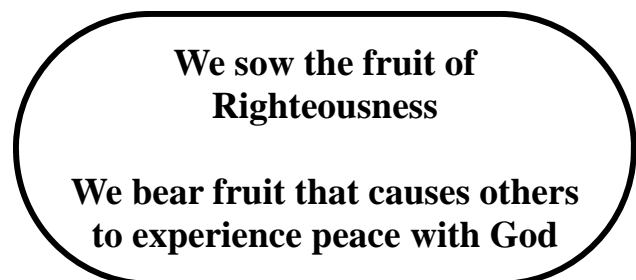 We sow the fruit of
Righteousness
We bear fruit that causes others
to experience peace with God